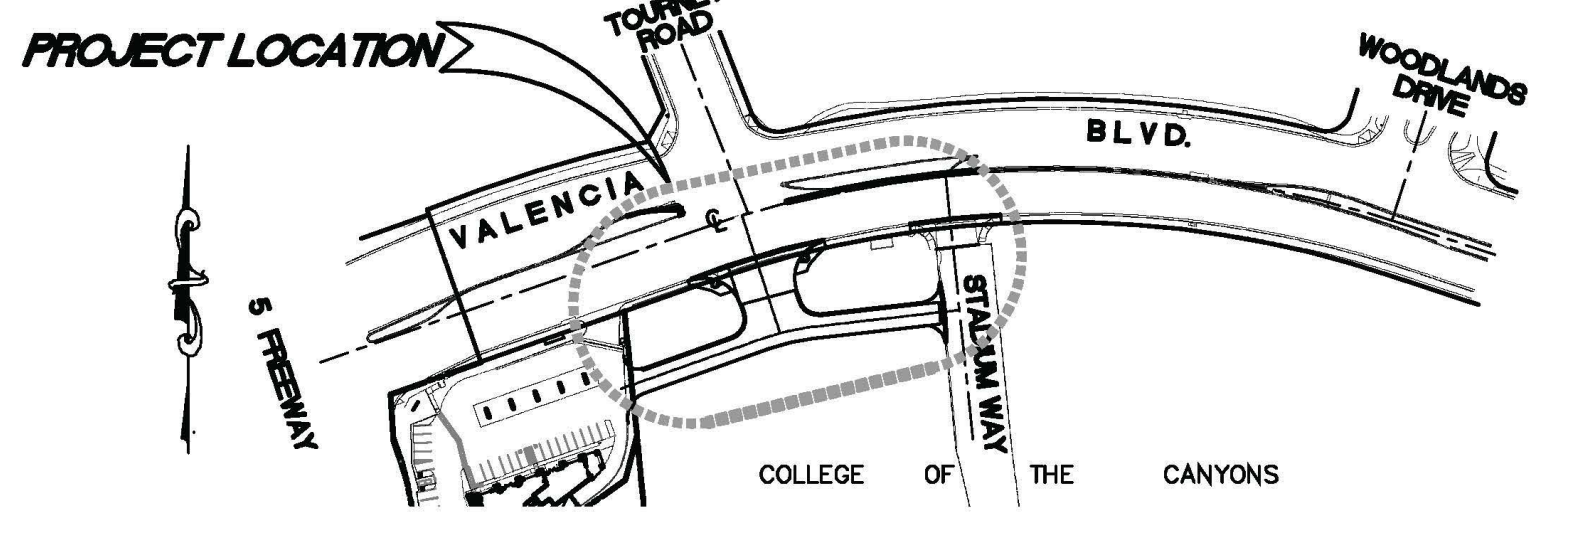 PROJECT LOCATION
ROAD
WOODLANDS
DRIVE
BLVD.
VALENCIA
℄
5 FREEWAY
STADIUM WAY
COLLEGE OF THE CANYONS